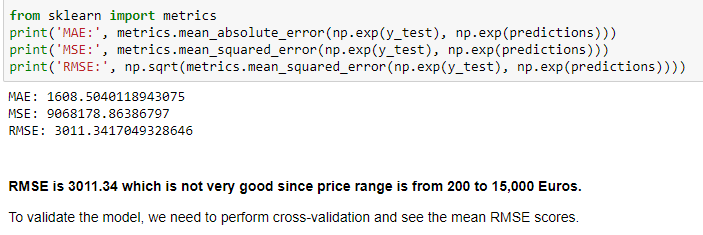 from sklearn import metrics
print('MAE:', metrics.mean_absolute_error(np.exp(y_test), np.exp(predictions)))
print('MSE:', metrics.mean_squared_error(np.exp(y_test), np.exp(predictions)))
print('RMSE:', np.sqrt(metrics.mean_squared_error(np.exp(y_test), np.exp(predictions))))
MAE: 1608.5040118943075
MSE: 9068178.86386797
RMSE: 3011.3417049328646
RMSE is 3011.34 which is not very good since price range is from 200 to 15,000 Euros.
To validate the model, we need to perform cross-validation and see the mean RMSE scores.